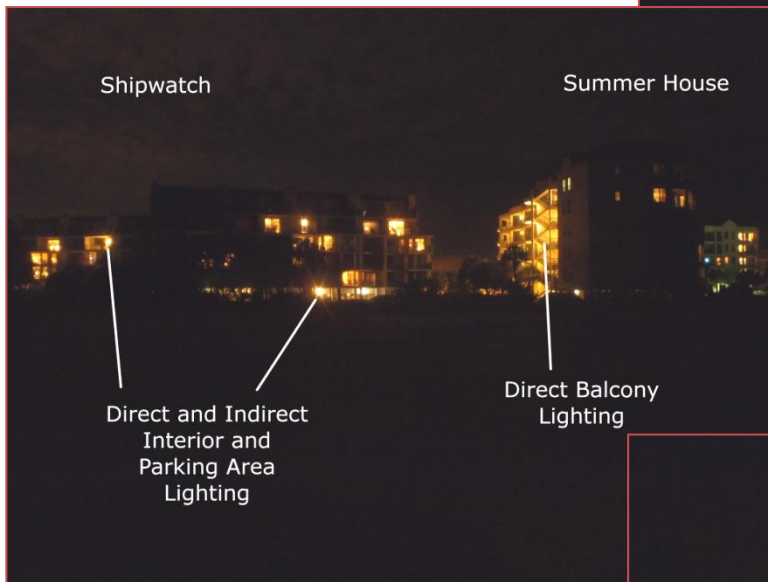 Shipwatch
Summer House
Direct and Indirect
Interior and
Parking Area
Lighting
Direct Balcony
Lighting